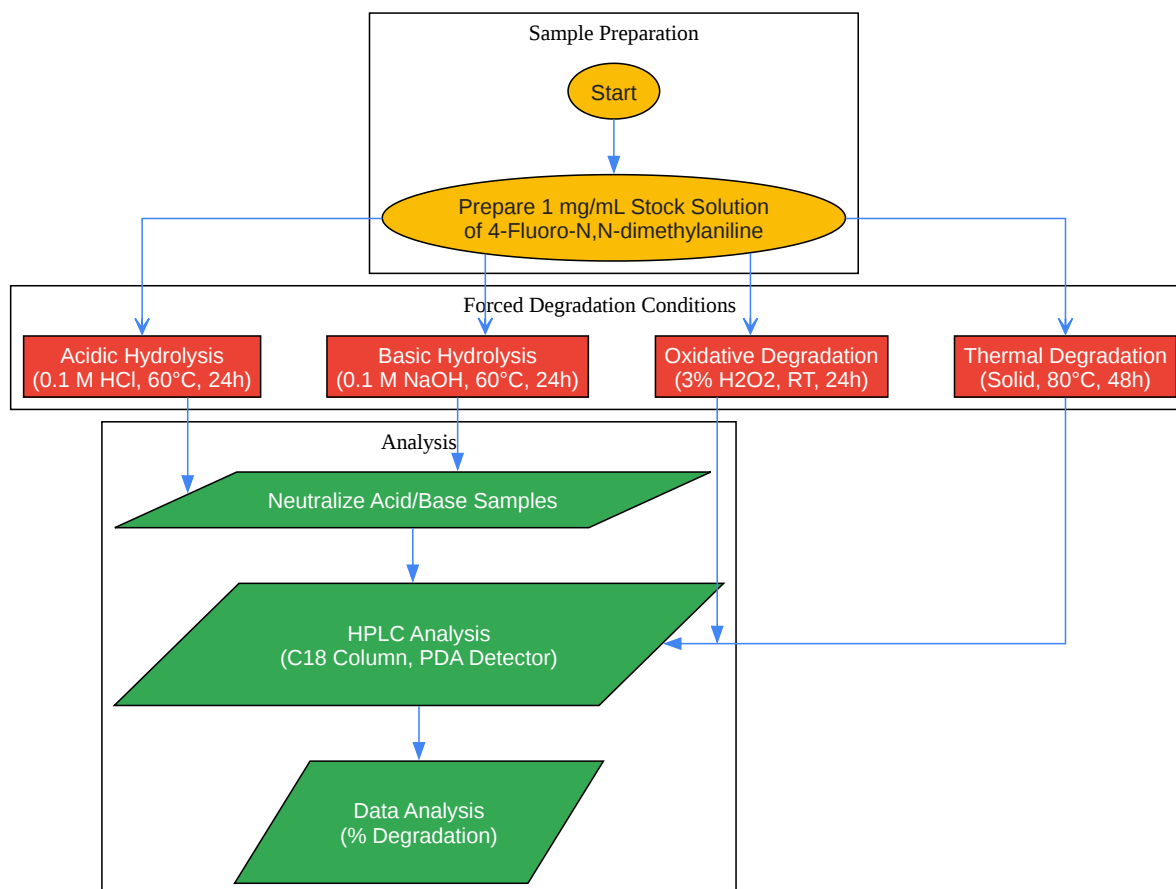 Sample Preparation
Start
Prepare 1 mg/mL Stock Solution
of 4-Fluoro-N,N-dimethylaniline
Forced Degradation Conditions
Acidic Hydrolysis
(0.1 M HCl, 60°C, 24h)
Basic Hydrolysis
(0.1 M NaOH, 60°C, 24h)
Oxidative Degradation
(3% H2O2, RT, 24h)
Thermal Degradation
(Solid, 80°C, 48h)
Analysis
Neutralize Acid/Base Samples
HPLC Analysis
(C18 Column, PDA Detector)
Data Analysis
(% Degradation)